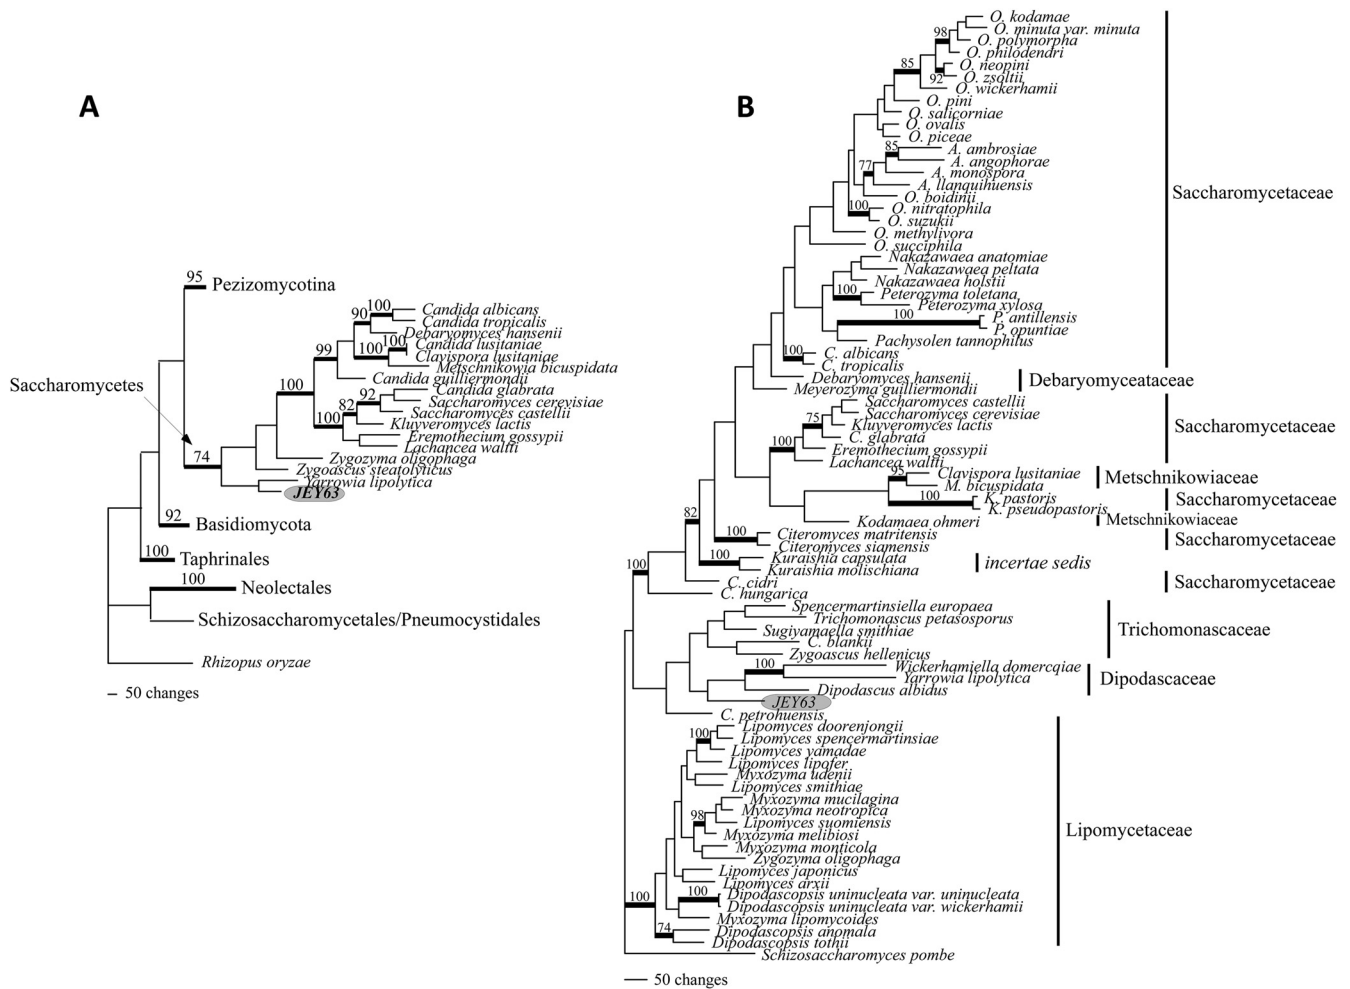 A
95
Pezizomycotina
100
Candida albicans
90
Candida tropicalis
Debaryomyces hansenii
100
Candida lusitaniae
100
Clavispora lusitaniae
99
Metschnikowia bicuspidata
Candida guilliermondii
Saccharomycetes
100
Candida glabrata
92
Saccharomyces cerevisiae
82
Saccharomyces castellii
100
Kluyveromyces lactis
Eremothecium gossypii
Lachancea waltii
74
Zygozyma oligophaga
Zygoascus steatolyticus
Yarrowia lipolytica
JEY63
92
Basidiomycota
100
Taphrinales
100
Neolectales
Schizosaccharomycetales/Pneumocystidales
Rhizopus oryzae
50 changes
B
O. kodamae
O. minuta var. minuta
98
O. polymorpha
O. philodendri
85
O. neopini
92
O. zsoltii
O. wickerhamii
O. pini
O. salicorniae
O. ovalis
O. piceae
85
A. ambrosiae
A. angophorae
77
A. monospora
A. llanquihuensis
O. boidinii
100
O. nitratophila
O. suzukii
O. methylivora
O. succiphila
Nakazawaea anatomiae
Nakazawaea peltata
Nakazawaea holstii
100
Peterozyma toletana
Peterozyma xylosa
100
P. antillensis
P. opuntiae
Pachysolen tannophilus
Saccharomycetaceae
100
C. albicans
C. tropicalis
Debaryomyces hansenii
Meyerozyma guilliermondii
Debaryomyceataceae
Saccharomyces castellii
75
Saccharomyces cerevisiae
Kluyveromyces lactis
100
C. glabrata
Eremothecium gossypii
Lachancea waltii
Saccharomycetaceae
95
Clavispora lusitaniae
M. bicuspidata
Metschnikowiaceae
100
K. pastoris
K. pseudopastoris
Saccharomycetaceae
82
Kodamaea ohmeri
Metschnikowiaceae
100
Citeromyces matritensis
Citeromyces siamensis
Saccharomycetaceae
100
Kuraishia capsulata
Kuraishia molischiana
incertae sedis
100
C. cidri
C. hungarica
Saccharomycetaceae
Spencermartinsiella europaea
Trichomonascus petasosporus
Sugiyamaella smithiae
C. blankii
Zygoascus hellenicus
Trichomonascaceae
100
Wickerhamiella domercqiae
Yarrowia lipolytica
Dipodascus albidus
Dipodascaceae
JEY63
C. petrohuensis
100
Lipomyces doorenjongii
Lipomyces spencermartinsiae
Lipomyces yamadae
Lipomyces lipofer
Myxozyma udenii
Lipomyces smithiae
Myxozyma mucilagina
98
Myxozyma neotropica
Lipomyces suomiensis
Myxozyma melibiosi
Myxozyma monticola
Zygozyma oligophaga
Lipomyces japonicus
Lipomyces arxii
100
100
Dipodascopsis uninucleata var. uninucleata
Dipodascopsis uninucleata var. wickerhamii
Myxozyma lipomycoides
74
Dipodascopsis anomala
Dipodascopsis tothii
Lipomycetaceae
Schizosaccharomyces pombe
50 changes